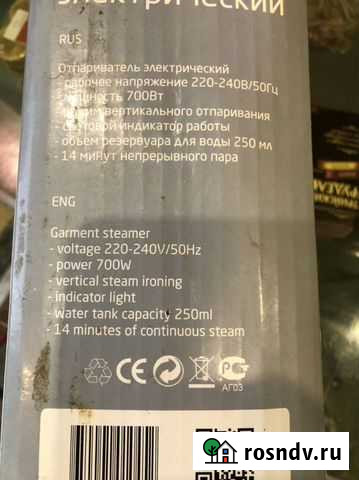 электрический
RUS
Отпариватель электрический
- рабочее напряжение 220-240В/50Гц
- мощность 700Вт
- режим вертикального отпаривания
- световой индикатор работы
- объем резервуара для воды 250 мл
- 14 минут непрерывного пара
ENG
Garment steamer
- voltage 220-240V/50Hz
- power 700W
- vertical steam ironing
- indicator light
- water tank capacity 250ml
- 14 minutes of continuous steam
CE
АГ03
rosndv.ru